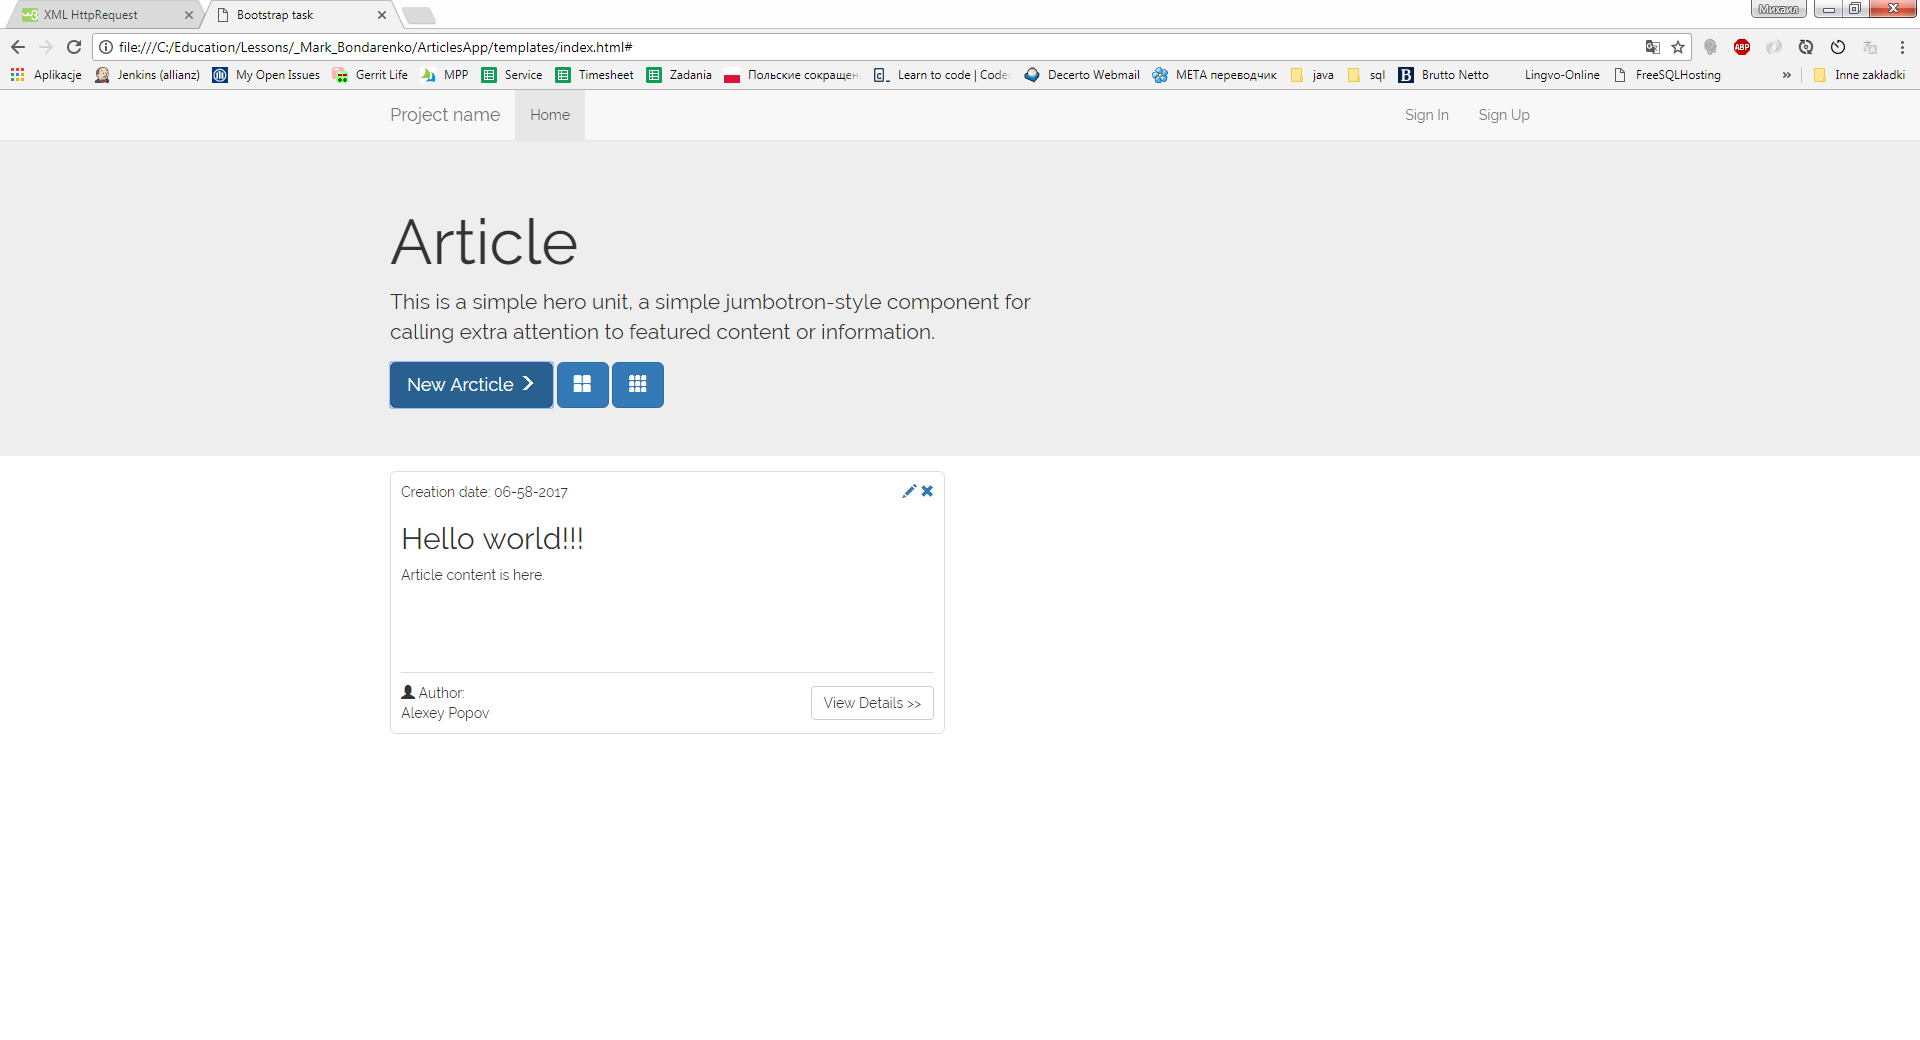 XML HttpRequest
Bootstrap task
Михаил
file:///C:/Education/Lessons/_Mark_Bondarenko/ArticlesApp/templates/index.html#
ABP
Aplikacje
Jenkins (allianz)
My Open Issues
Gerrit Life
MPP
Service
Timesheet
Zadania
Польские сокращен
Learn to code | Codec
Decerto Webmail
META переводчик
java
sql
B Brutto Netto
Lingvo-Online
FreeSQLHosting
»
Inne zakładki
Project name
Home
Sign In
Sign Up
Article
This is a simple hero unit, a simple jumbotron-style component for
calling extra attention to featured content or information.
New Arcticle
Creation date: 06-58-2017
Hello world!!!
Article content is here.
Author:
Alexey Popov
View Details >>